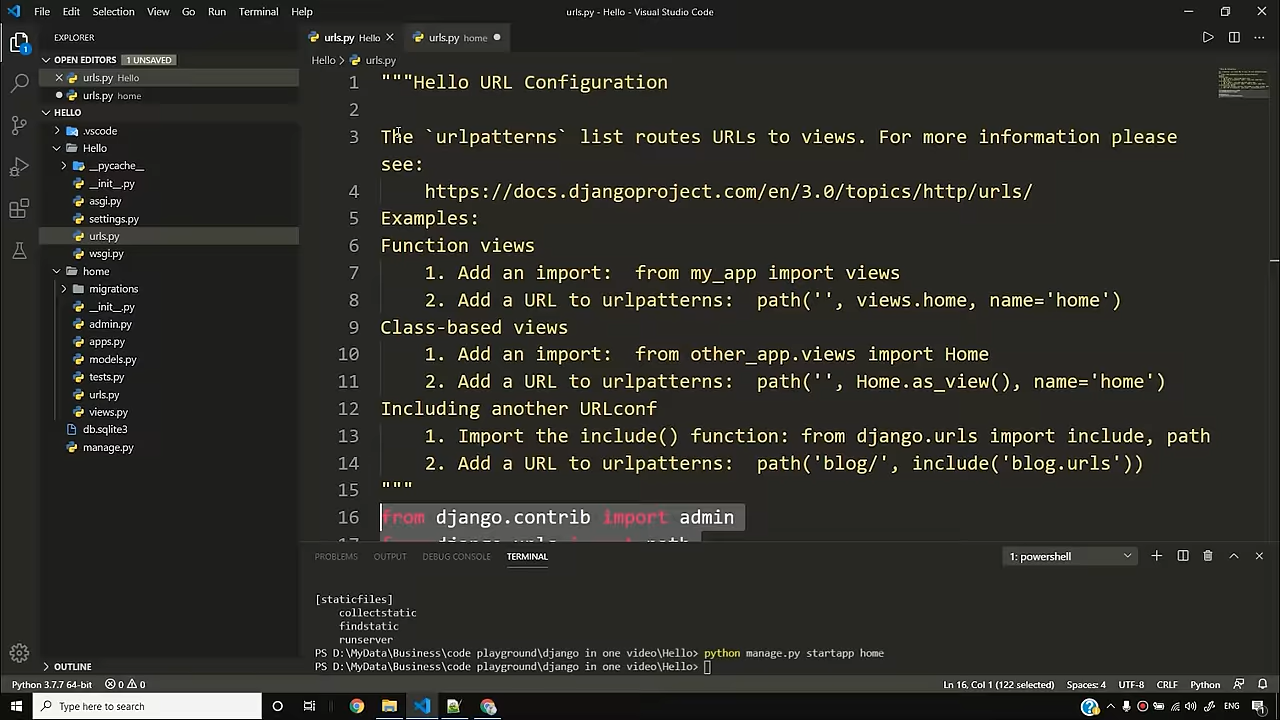 File Edit Selection View Go Run Terminal Help
urls.py - Hello - Visual Studio Code
EXPLORER
OPEN EDITORS 1 UNSAVED
urls.py Hello
urls.py home
HELLO
.vscode
Hello
__pycache__
__init__.py
asgi.py
settings.py
urls.py
wsgi.py
home
migrations
__init__.py
admin.py
apps.py
models.py
tests.py
urls.py
views.py
db.sqlite3
manage.py
OUTLINE
urls.py Hello
urls.py home
Hello > urls.py
1 """Hello URL Configuration
2
3 The `urlpatterns` list routes URLs to views. For more information please
see:
4 https://docs.djangoproject.com/en/3.0/topics/http/urls/
5 Examples:
6 Function views
7 1. Add an import:  from my_app import views
8 2. Add a URL to urlpatterns:  path('', views.home, name='home')
9 Class-based views
10 1. Add an import:  from other_app.views import Home
11 2. Add a URL to urlpatterns:  path('', Home.as_view(), name='home')
12 Including another URLconf
13 1. Import the include() function: from django.urls import include, path
14 2. Add a URL to urlpatterns:  path('blog/', include('blog.urls'))
15 """
16 from django.contrib import admin
17 from django.urls import path
PROBLEMS OUTPUT DEBUG CONSOLE TERMINAL
1: powershell
[staticfiles]
collectstatic
findstatic
runserver
PS D:\MyData\Business\code playground\django in one video\Hello> python manage.py startapp home
PS D:\MyData\Business\code playground\django in one video\Hello>
Python 3.7.7 64-bit 0 0
Ln 16, Col 1 (122 selected) Spaces: 4 UTF-8 CRLF Python
Type here to search
ENG